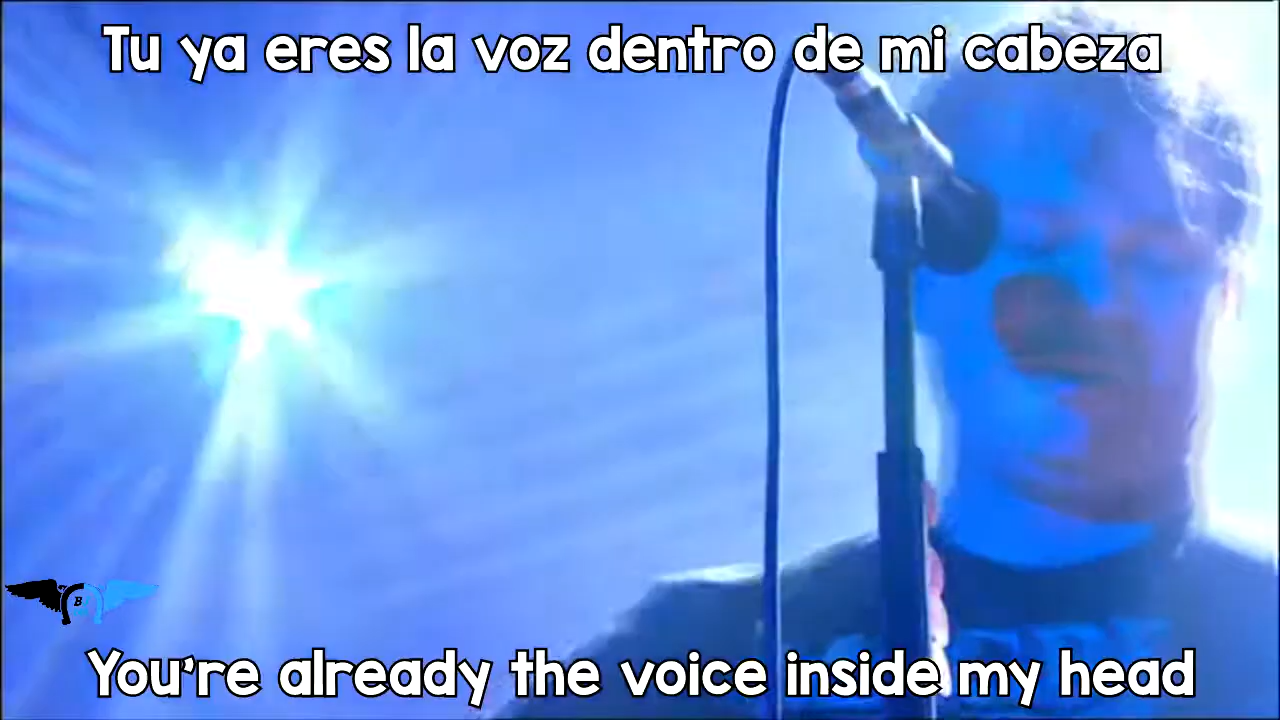 Tu ya eres la voz dentro de mi cabeza
You're already the voice inside my head